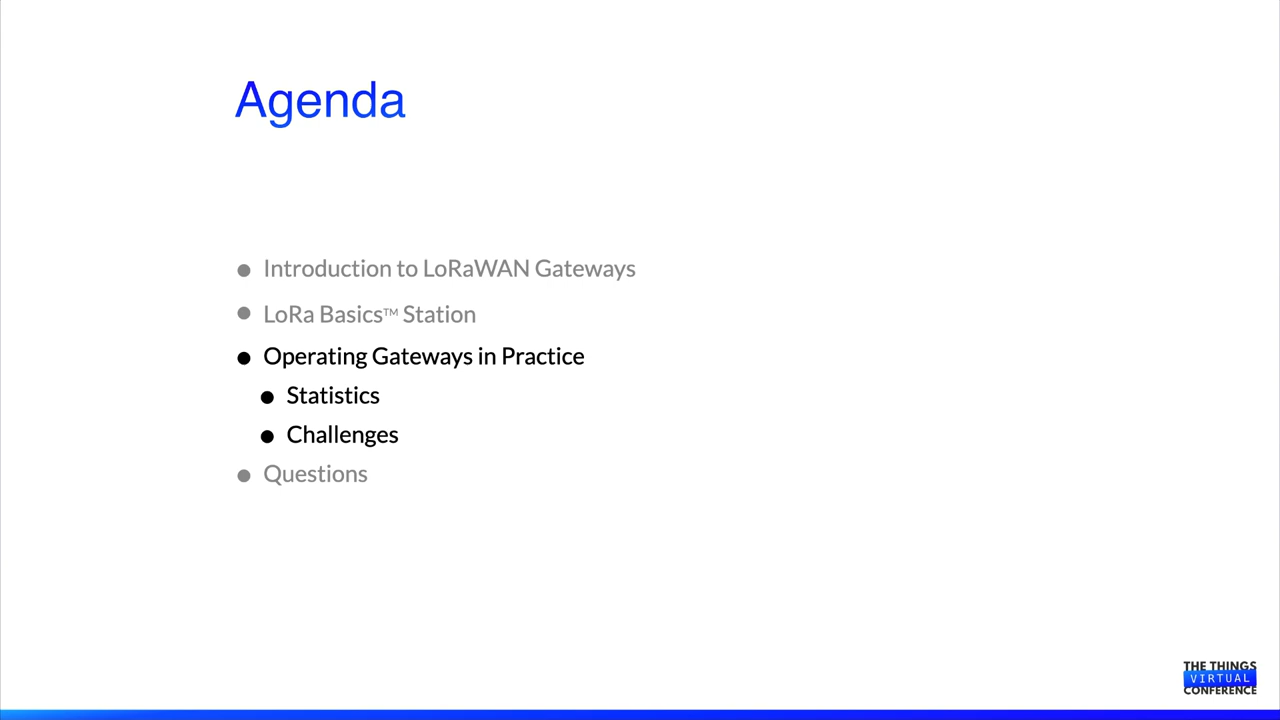 Agenda
● Introduction to LoRaWAN Gateways
● LoRa Basics™ Station
● Operating Gateways in Practice
● Statistics
● Challenges
● Questions
THE THINGS
VIRTUAL
CONFERENCE